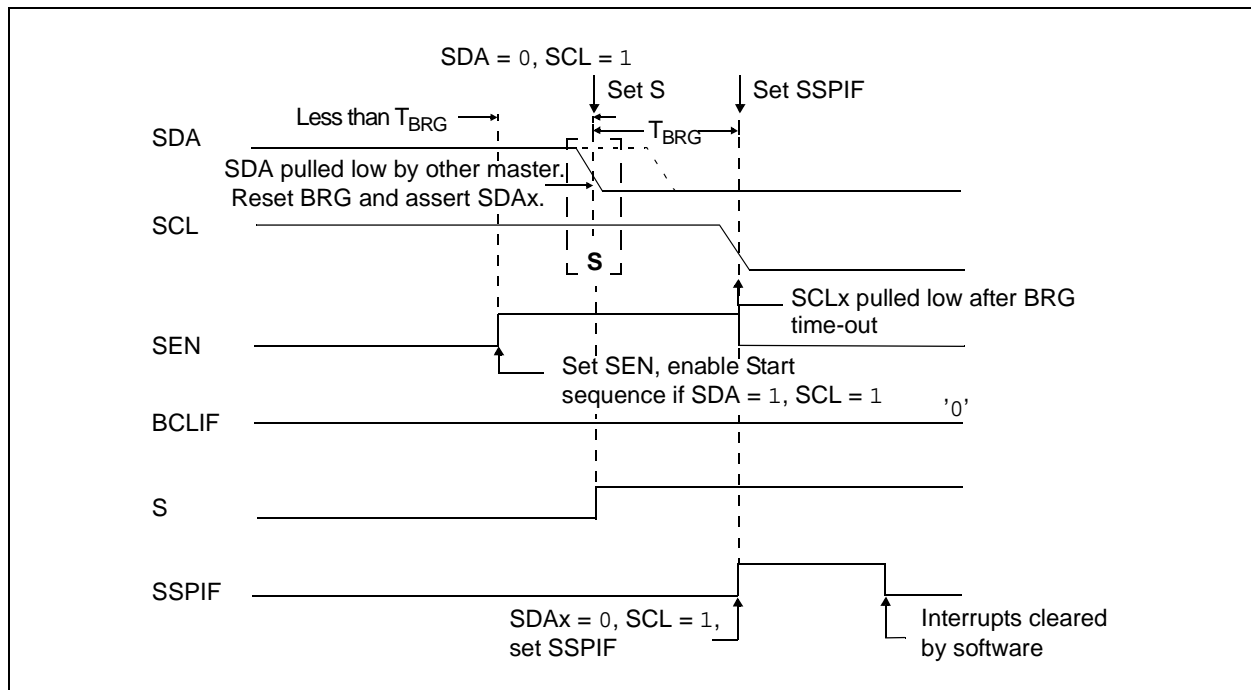 SDA = 0, SCL = 1
Set S
Set SSPIF
Less than TBRG
TBRG
SDA
SDA pulled low by other master.
Reset BRG and assert SDAx.
SCL
S
SCLx pulled low after BRG
time-out
SEN
Set SEN, enable Start
sequence if SDA = 1, SCL = 1
'0'
BCLIF
S
SSPIF
SDAx = 0, SCL = 1,
set SSPIF
Interrupts cleared
by software